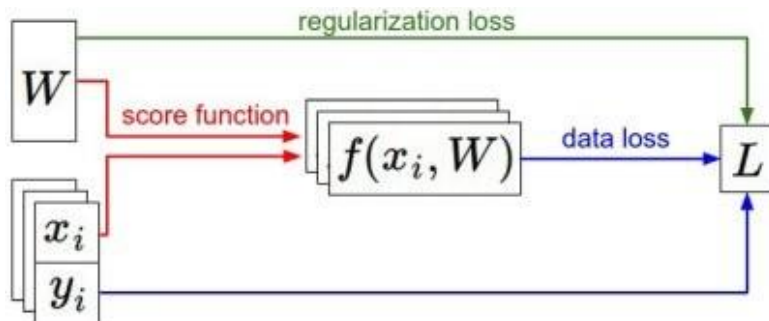 regularization loss
W
score function
f(x_i, W)
data loss
L
x_i
y_i